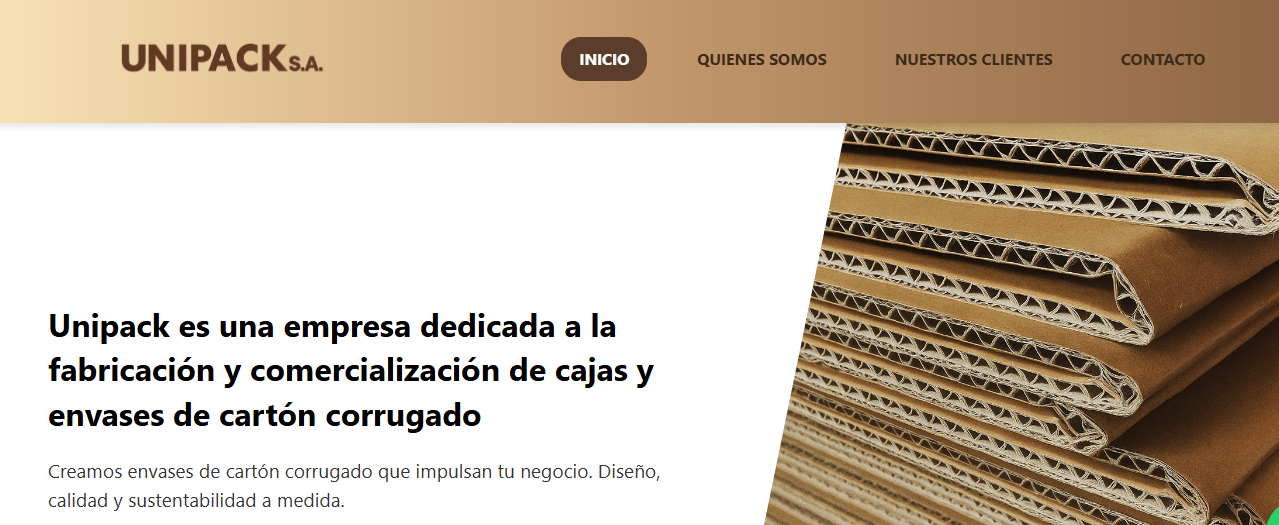 UNIPACK S.A.
INICIO
QUIENES SOMOS
NUESTROS CLIENTES
CONTACTO
Unipack es una empresa dedicada a la
fabricación y comercialización de cajas y
envases de cartón corrugado
Creamos envases de cartón corrugado que impulsan tu negocio. Diseño,
calidad y sustentabilidad a medida.